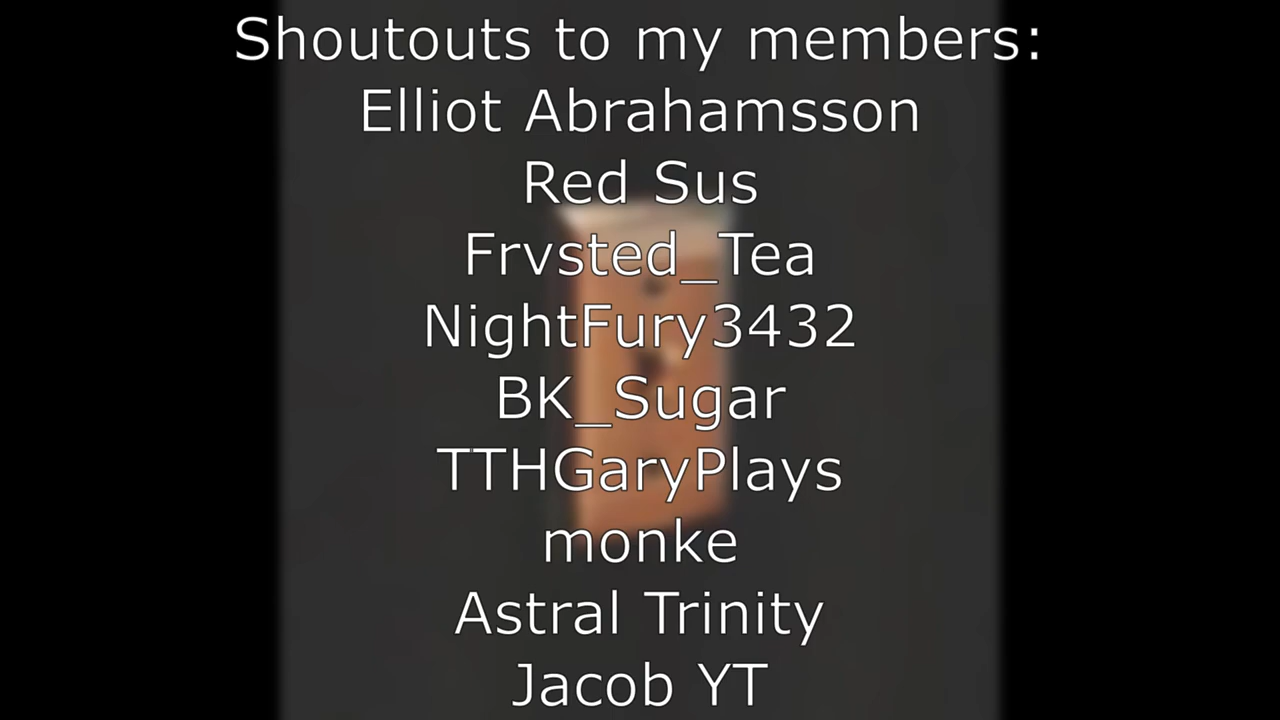 Shoutouts to my members:
Elliot Abrahamsson
Red Sus
Frvsted_Tea
NightFury3432
BK_Sugar
TTHGaryPlays
monke
Astral Trinity
Jacob YT